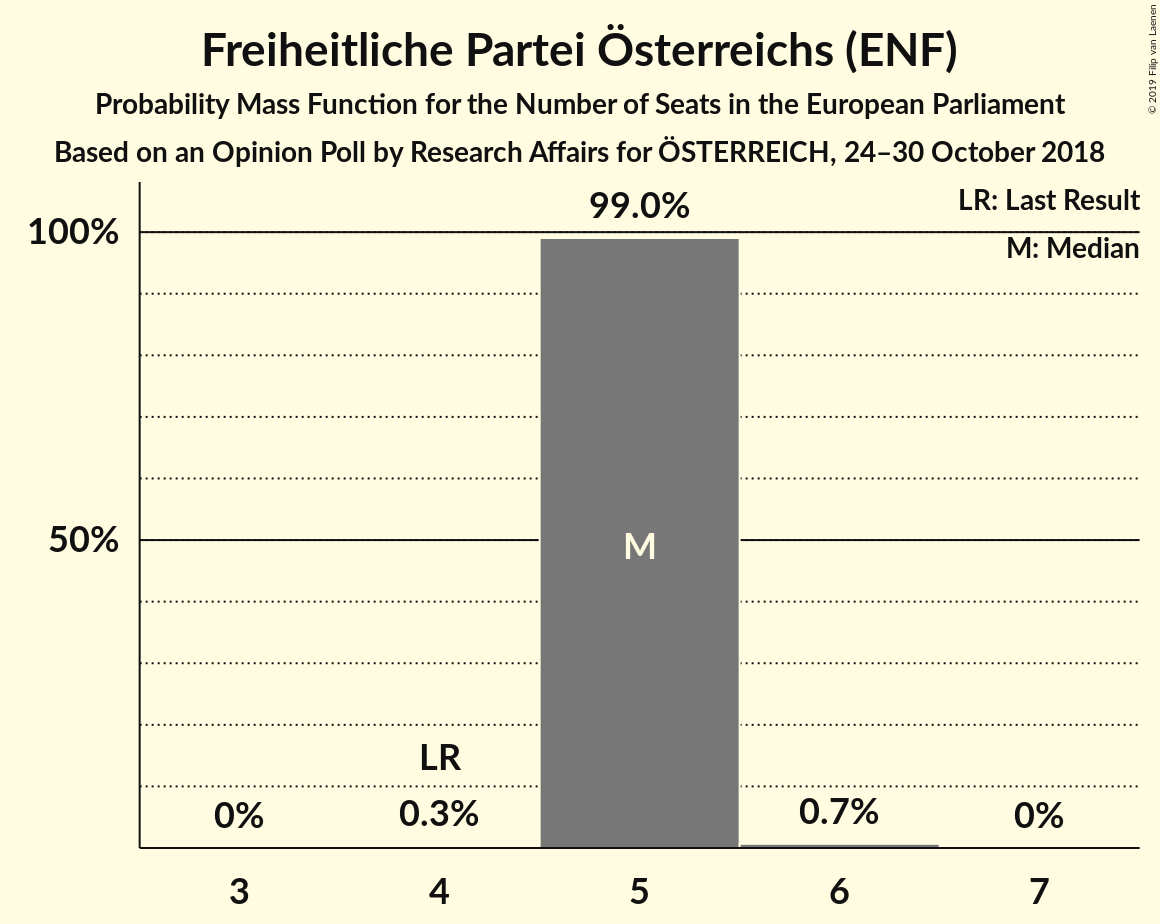 Freiheitliche Partei Österreichs (ENF)
Probability Mass Function for the Number of Seats in the European Parliament
Based on an Opinion Poll by Research Affairs for ÖSTERREICH, 24–30 October 2018
© 2019 Filip van Laenen
LR: Last Result
M: Median
100%
50%
99.0%
M
LR
0%
0.3%
0.7%
0%
3
4
5
6
7